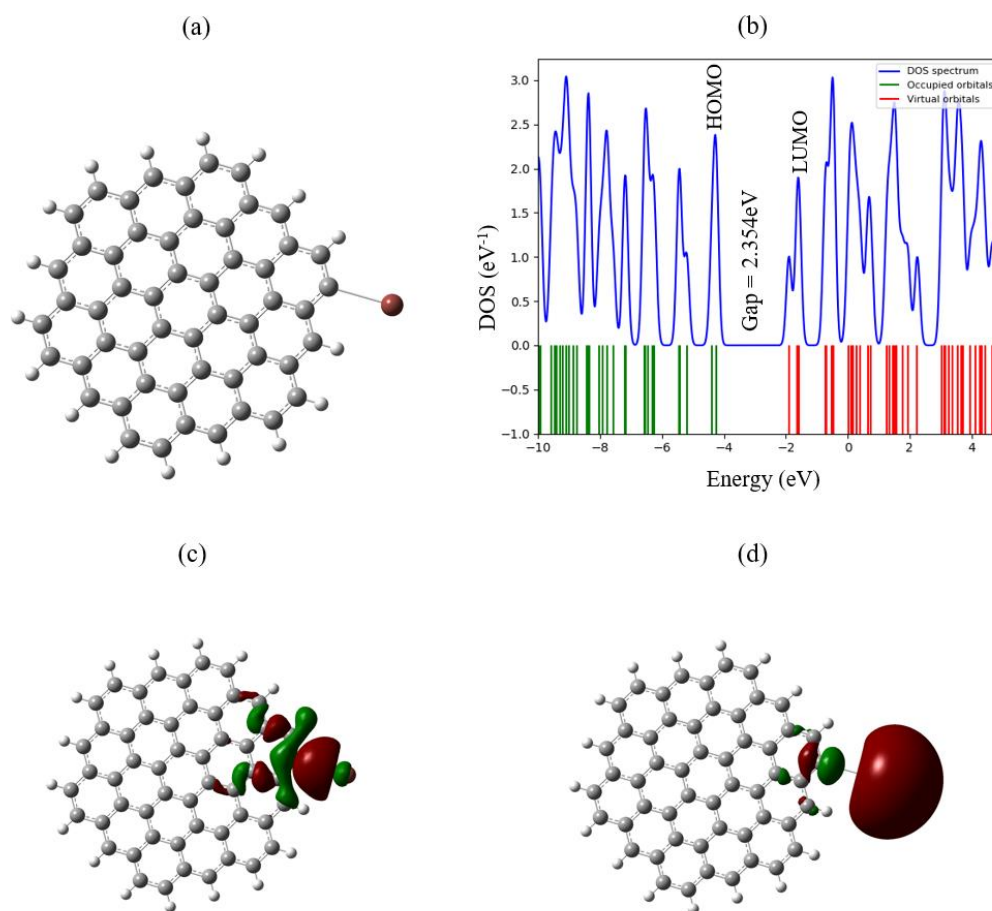 (a)
(b)
DOS spectrum
Occupied orbitals
Virtual orbitals
HOMO
LUMO
Gap = 2.354eV
DOS (eV⁻¹)
3.0
2.5
2.0
1.5
1.0
0.5
0.0
−0.5
−1.0
−10 −8 −6 −4 −2 0 2 4
Energy (eV)
(c)
(d)